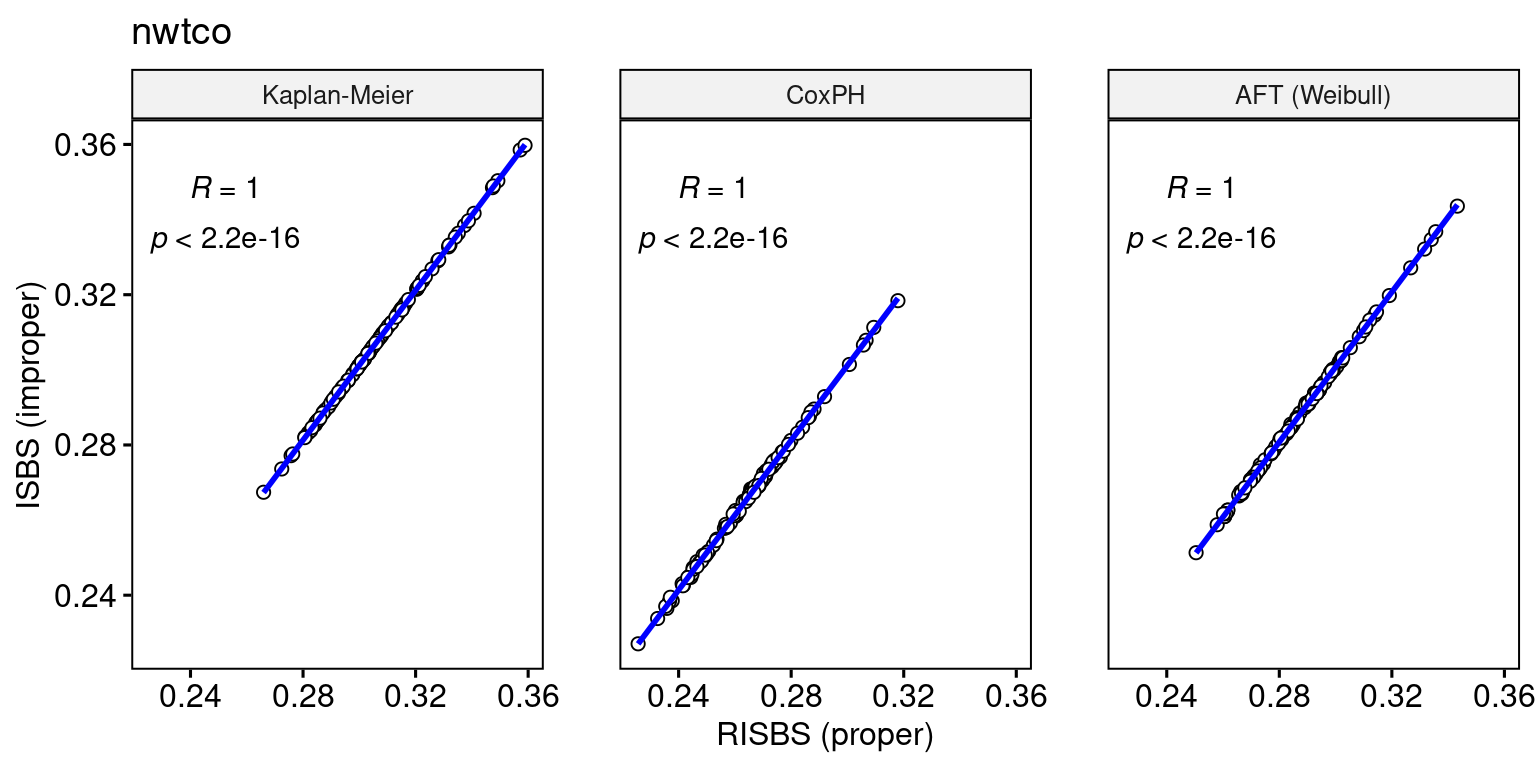 nwtco
Kaplan-Meier
CoxPH
AFT (Weibull)
R = 1
p < 2.2e-16
R = 1
p < 2.2e-16
R = 1
p < 2.2e-16
ISBS (improper)
0.36
0.32
0.28
0.24
0.24 0.28 0.32 0.36
0.24 0.28 0.32 0.36
0.24 0.28 0.32 0.36
RISBS (proper)